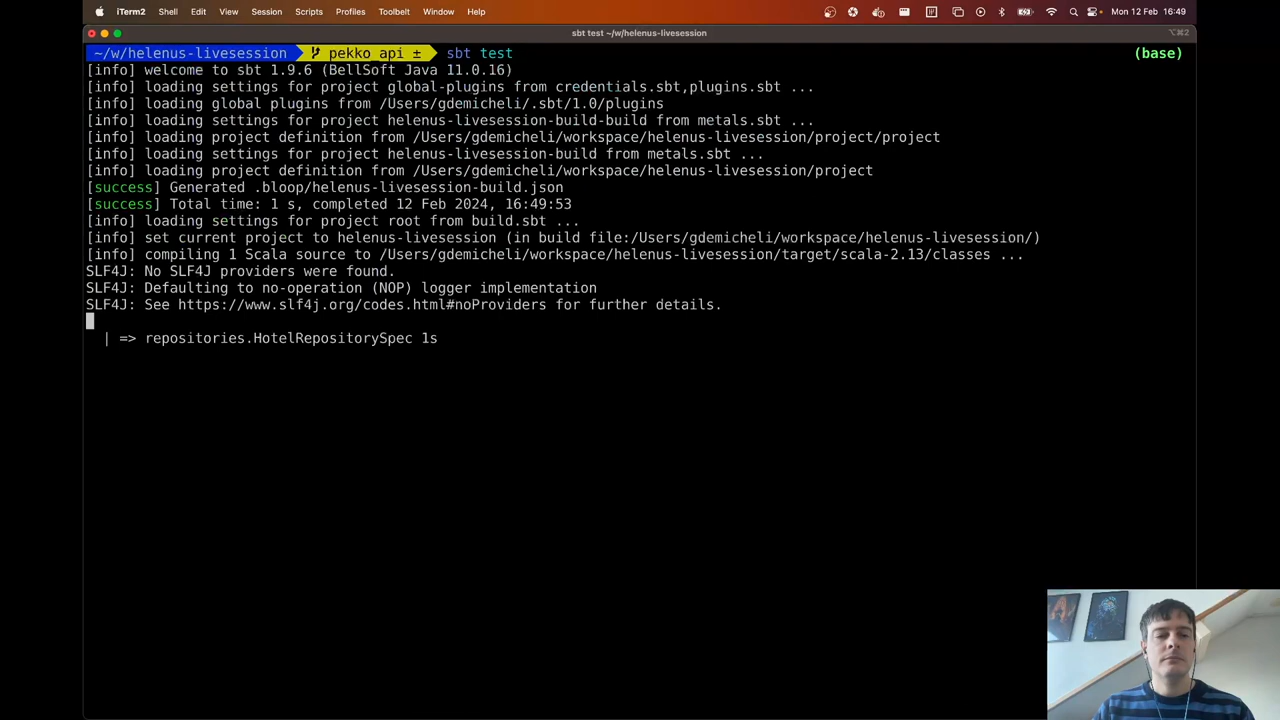 iTerm2 Shell Edit View Session Scripts Profiles Toolbelt Window Help Mon 12 Feb 16:49
sbt test ~/w/helenus-livesession ⌥⌘2
~/w/helenus-livesession pekko api ± sbt test (base)
[info] welcome to sbt 1.9.6 (BellSoft Java 11.0.16)
[info] loading settings for project global-plugins from credentials.sbt,plugins.sbt ...
[info] loading global plugins from /Users/gdemicheli/.sbt/1.0/plugins
[info] loading settings for project helenus-livesession-build-build from metals.sbt ...
[info] loading project definition from /Users/gdemicheli/workspace/helenus-livesession/project/project
[info] loading settings for project helenus-livesession-build from metals.sbt ...
[info] loading project definition from /Users/gdemicheli/workspace/helenus-livesession/project
[success] Generated .bloop/helenus-livesession-build.json
[success] Total time: 1 s, completed 12 Feb 2024, 16:49:53
[info] loading settings for project root from build.sbt ...
[info] set current project to helenus-livesession (in build file:/Users/gdemicheli/workspace/helenus-livesession/)
[info] compiling 1 Scala source to /Users/gdemicheli/workspace/helenus-livesession/target/scala-2.13/classes ...
SLF4J: No SLF4J providers were found.
SLF4J: Defaulting to no-operation (NOP) logger implementation
SLF4J: See https://www.slf4j.org/codes.html#noProviders for further details.
| => repositories.HotelRepositorySpec 1s